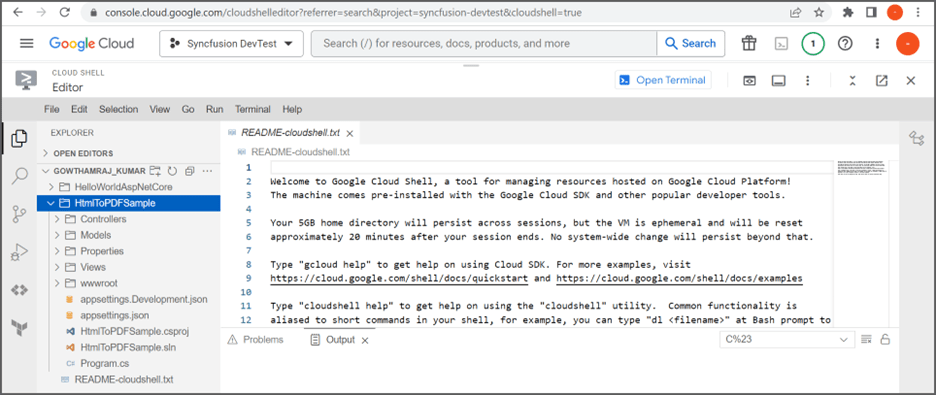 console.cloud.google.com/cloudshelleditor?referrer=search&project=syncfusion-devtest&cloudshell=true
Google Cloud
Syncfusion DevTest
Search (/) for resources, docs, products, and more
Search
1
CLOUD SHELL
Editor
Open Terminal
File Edit Selection View Go Run Terminal Help
EXPLORER
OPEN EDITORS
GOWTHAMRAJ_KUMAR
HelloWorldAspNetCore
HtmlToPDFSample
Controllers
Models
Properties
Views
wwwroot
appsettings.Development.json
appsettings.json
HtmlToPDFSample.csproj
HtmlToPDFSample.sln
C# Program.cs
README-cloudshell.txt
README-cloudshell.txt
README-cloudshell.txt
1
2 Welcome to Google Cloud Shell, a tool for managing resources hosted on Google Cloud Platform!
3 The machine comes pre-installed with the Google Cloud SDK and other popular developer tools.
4
5 Your 5GB home directory will persist across sessions, but the VM is ephemeral and will be reset
6 approximately 20 minutes after your session ends. No system-wide change will persist beyond that.
7
8 Type "gcloud help" to get help on using Cloud SDK. For more examples, visit
9 https://cloud.google.com/shell/docs/quickstart and https://cloud.google.com/shell/docs/examples
10
11 Type "cloudshell help" to get help on using the "cloudshell" utility. Common functionality is
12 aliased to short commands in your shell, for example, you can type "dl <filename>" at Bash prompt to
Problems Output C%23